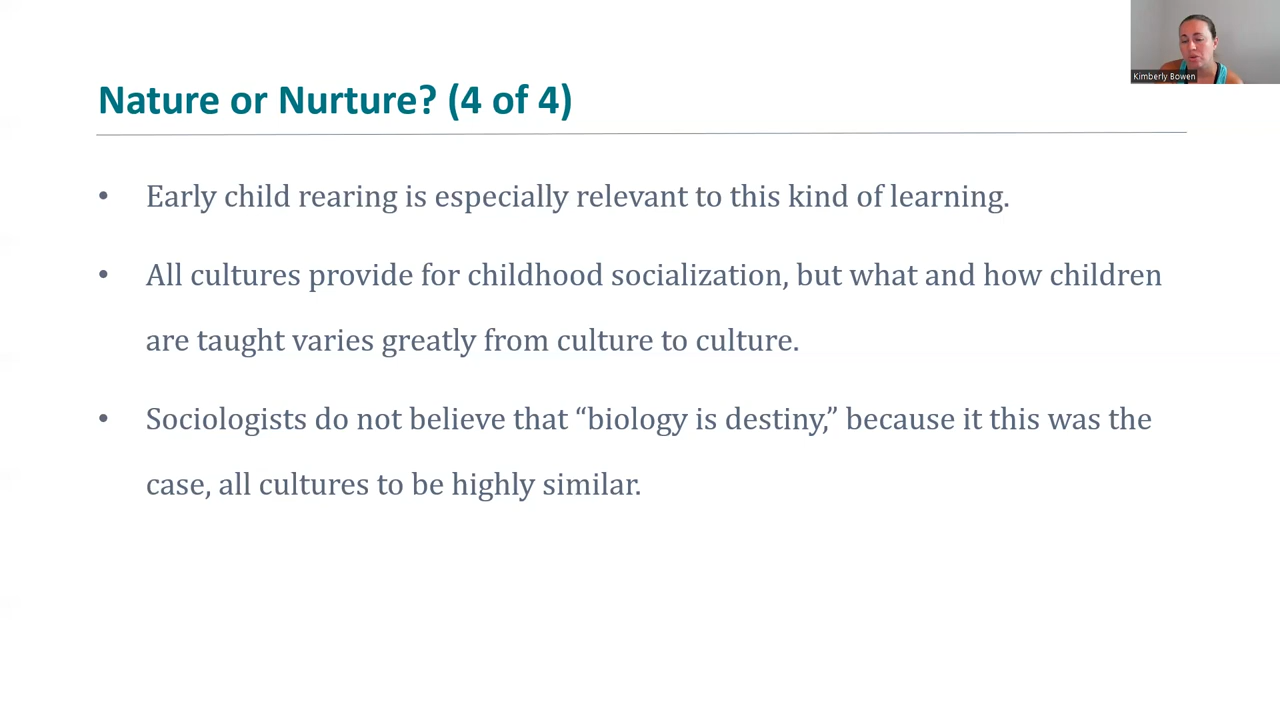 Kimberly Bowen
Nature or Nurture? (4 of 4)
• Early child rearing is especially relevant to this kind of learning.
• All cultures provide for childhood socialization, but what and how children
are taught varies greatly from culture to culture.
• Sociologists do not believe that “biology is destiny,” because it this was the
case, all cultures to be highly similar.